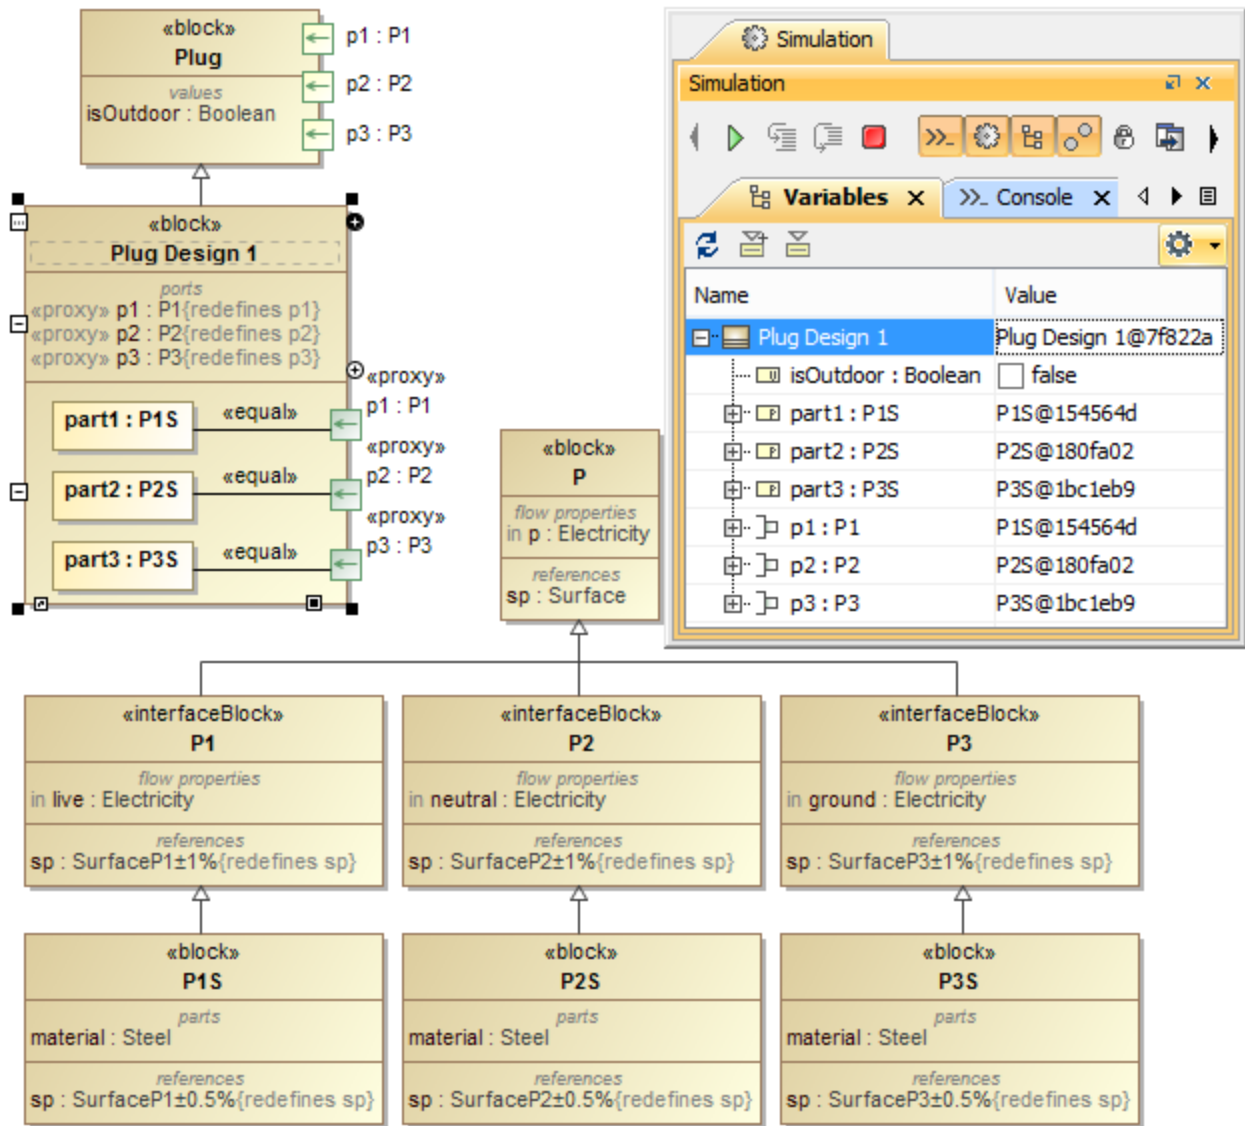 «block»
Plug
values
isOutdoor : Boolean
p1 : P1
p2 : P2
p3 : P3
«block»
Plug Design 1
ports
«proxy» p1 : P1{redefines p1}
«proxy» p2 : P2{redefines p2}
«proxy» p3 : P3{redefines p3}
part1 : P1S
«equal»
«proxy»
p1 : P1
part2 : P2S
«equal»
«proxy»
p2 : P2
part3 : P3S
«equal»
«proxy»
p3 : P3
Simulation
Simulation
Variables
Console
Name Value
Plug Design 1 Plug Design 1@7f822a
isOutdoor : Boolean false
part1 : P1S P1S@154564d
part2 : P2S P2S@180fa02
part3 : P3S P3S@1bc1eb9
p1 : P1 P1S@154564d
p2 : P2 P2S@180fa02
p3 : P3 P3S@1bc1eb9
«block»
P
flow properties
in p : Electricity
references
sp : Surface
«interfaceBlock»
P1
flow properties
in live : Electricity
references
sp : SurfaceP1±1%{redefines sp}
«interfaceBlock»
P2
flow properties
in neutral : Electricity
references
sp : SurfaceP2±1%{redefines sp}
«interfaceBlock»
P3
flow properties
in ground : Electricity
references
sp : SurfaceP3±1%{redefines sp}
«block»
P1S
parts
material : Steel
references
sp : SurfaceP1±0.5%{redefines sp}
«block»
P2S
parts
material : Steel
references
sp : SurfaceP2±0.5%{redefines sp}
«block»
P3S
parts
material : Steel
references
sp : SurfaceP3±0.5%{redefines sp}